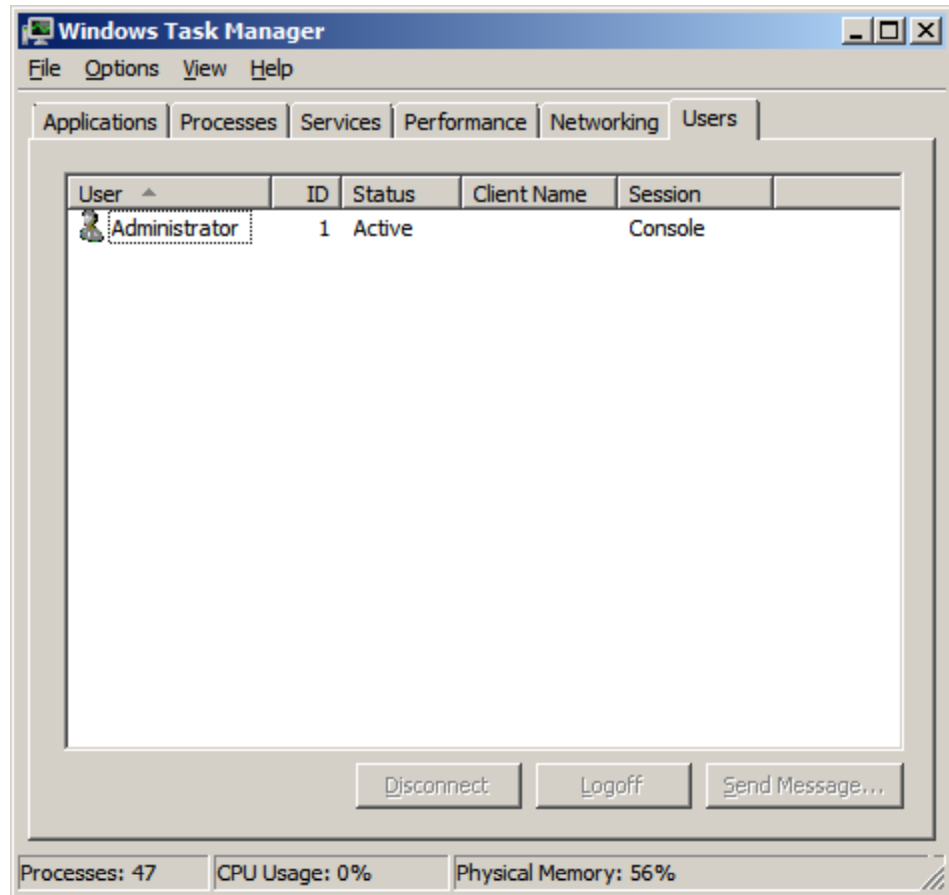 Windows Task Manager
File Options View Help
Applications Processes Services Performance Networking Users
User ID Status Client Name Session
Administrator 1 Active Console
Disconnect Logoff Send Message...
Processes: 47 CPU Usage: 0% Physical Memory: 56%